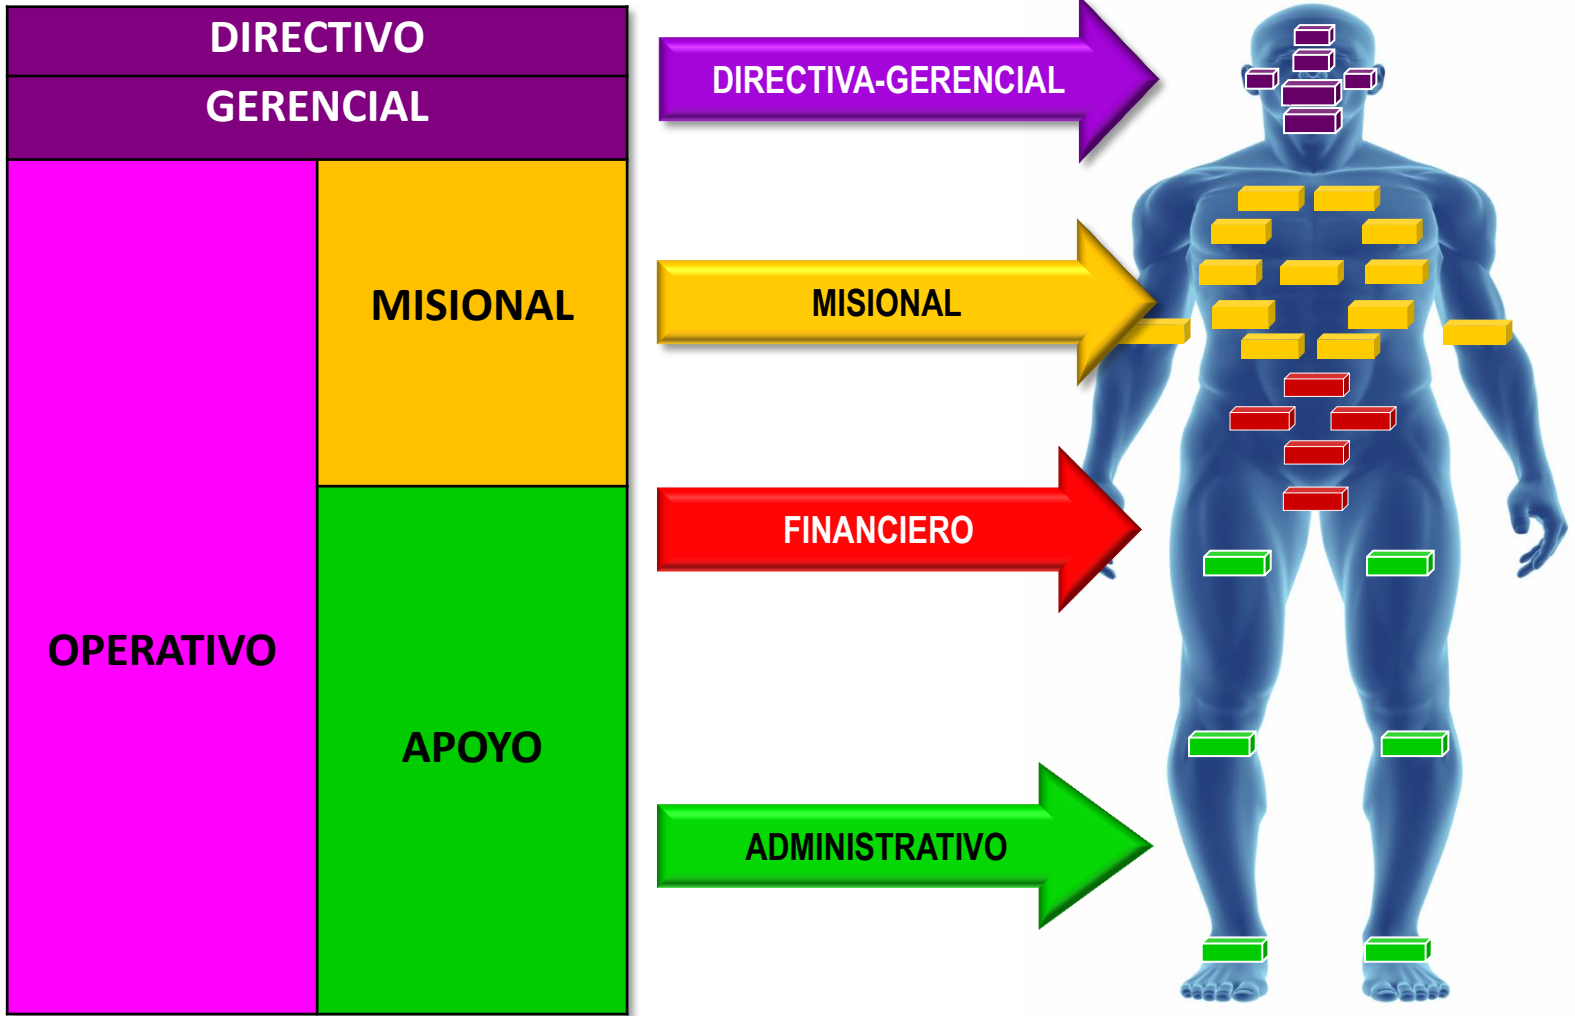 DIRECTIVO
GERENCIAL
OPERATIVO
MISIONAL
APOYO
DIRECTIVA-GERENCIAL
MISIONAL
FINANCIERO
ADMINISTRATIVO